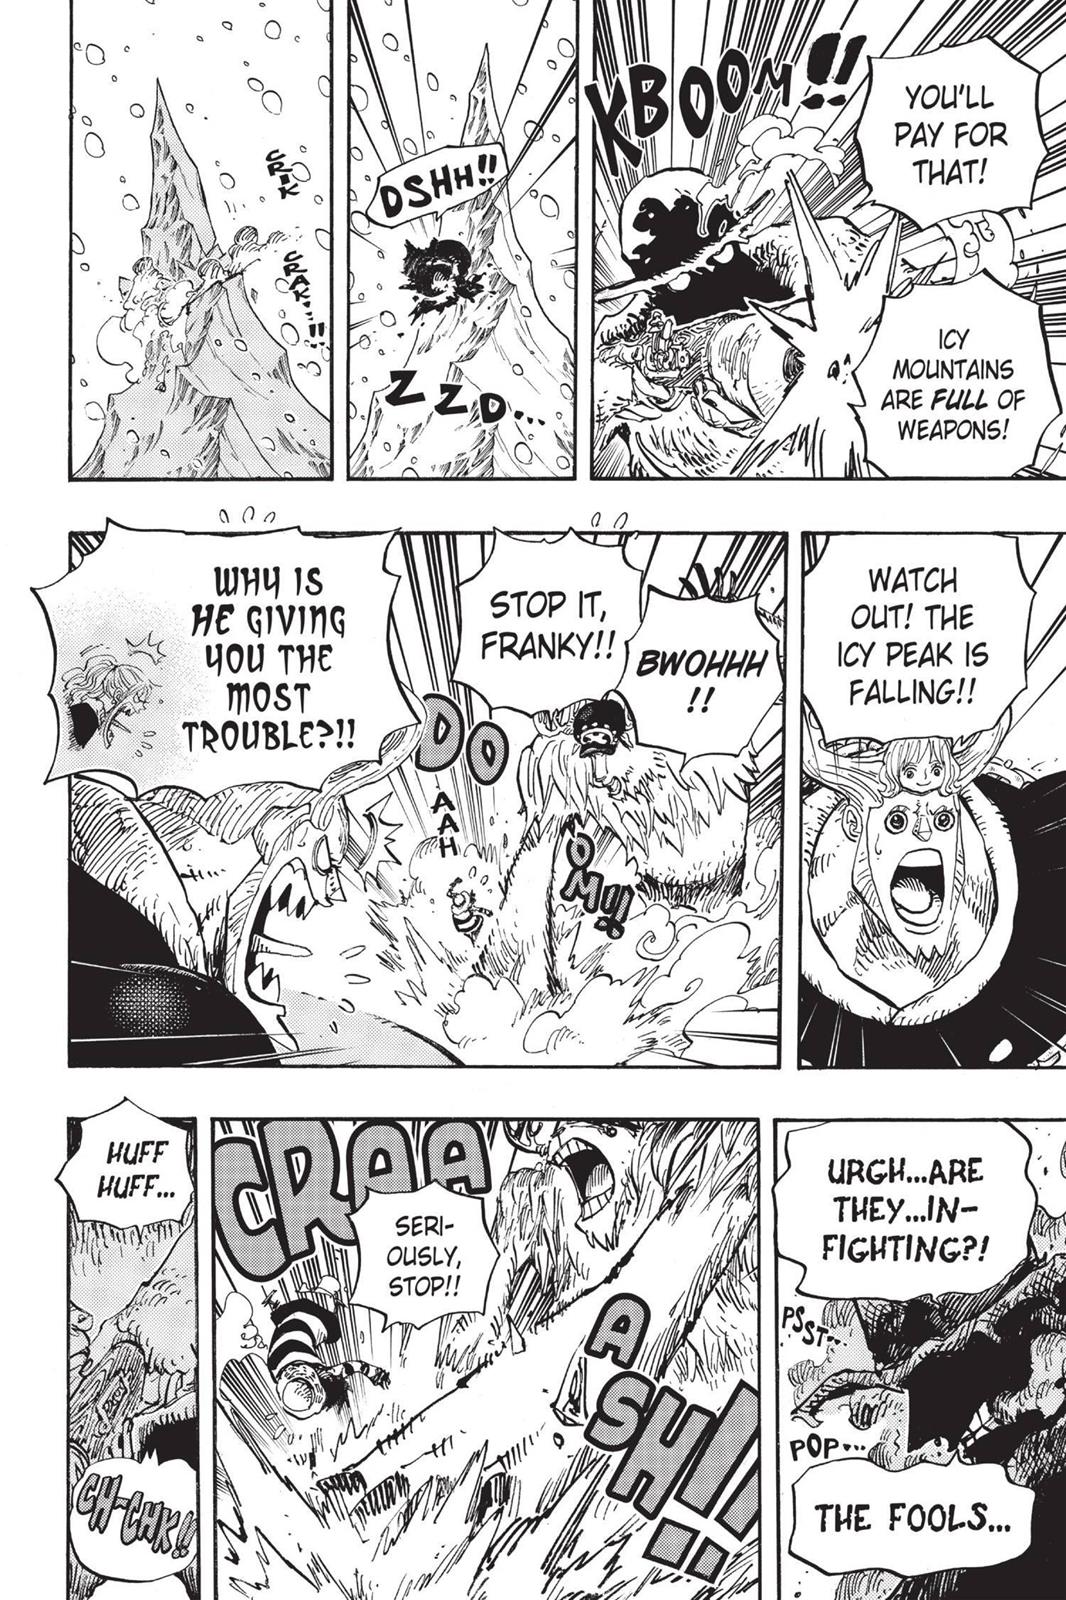 KBOOM!!
YOU'LL
PAY FOR
THAT!
ICY
MOUNTAINS
ARE FULL OF
WEAPONS!
DSHH!!
ZZD...
CRIK
CRAK...!!
WATCH
OUT! THE
ICY PEAK IS
FALLING!!
BWOHHH
!!
STOP IT,
FRANKY!!
DO
OOM!!
AAAH
WHY IS
HE GIVING
YOU THE
MOST
TROUBLE?!!
URGH...ARE
THEY...IN-
FIGHTING?!
PSST...
POP...
THE FOOLS...
CRAA
ASH!!
SERI-
OUSLY,
STOP!!
HUFF
HUFF...
CH-CHK!!